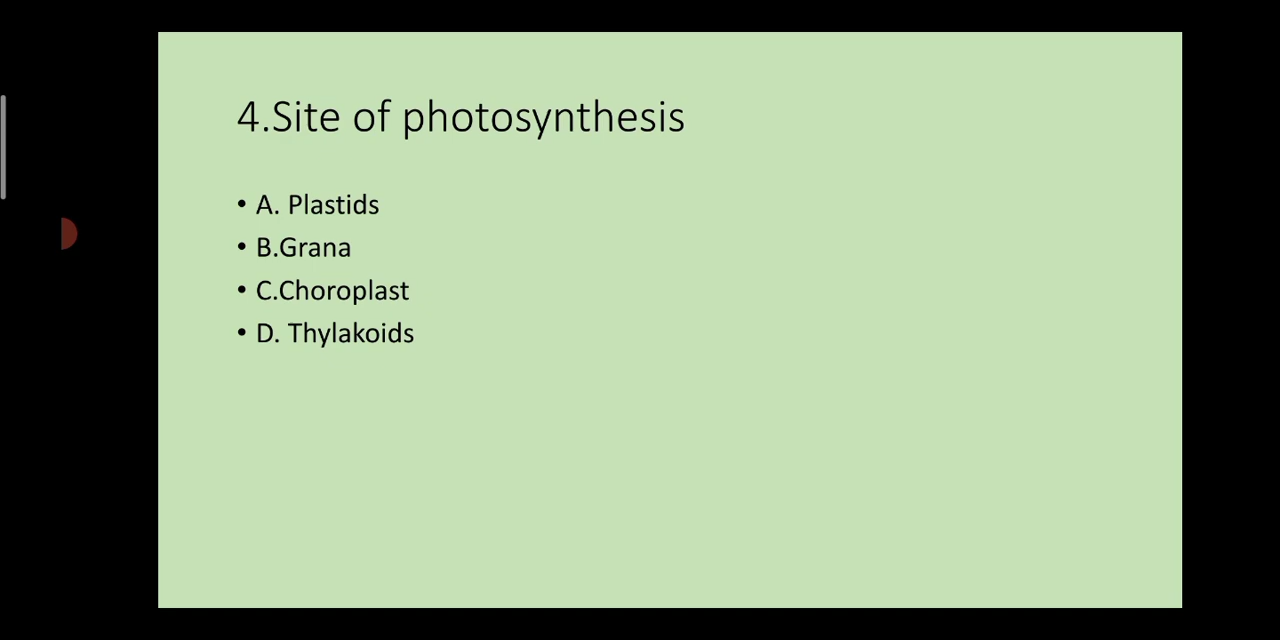 4.Site of photosynthesis
• A. Plastids
• B.Grana
• C.Choroplast
• D. Thylakoids